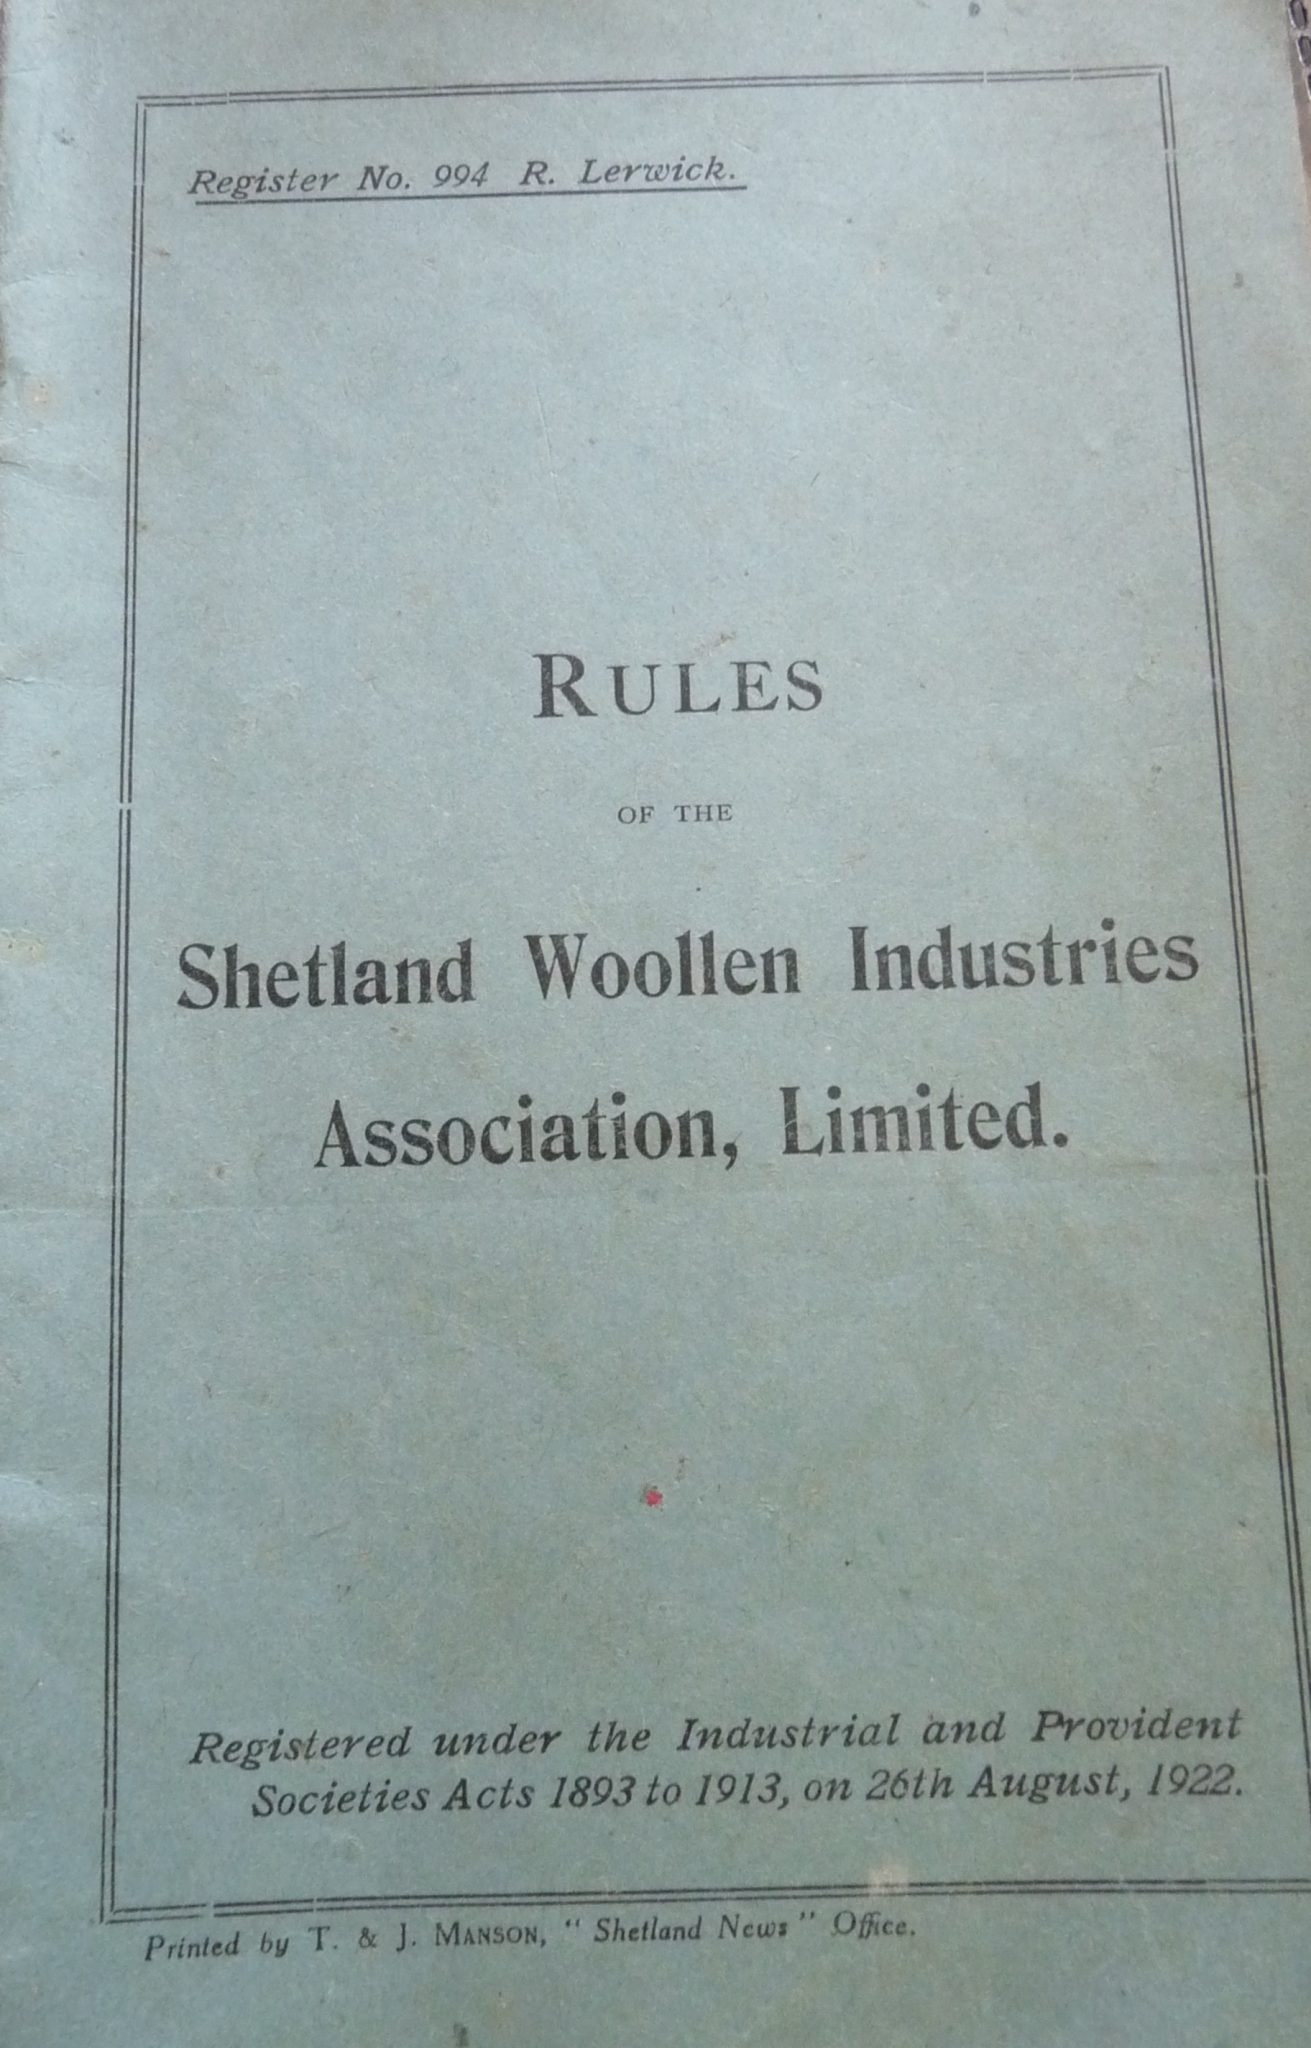 Register No. 994 R. Lerwick.
RULES
OF THE
Shetland Woollen Industries
Association, Limited.
Registered under the Industrial and Provident
Societies Acts 1893 to 1913, on 26th August, 1922.
Printed by T. & J. MANSON, "Shetland News" Office.